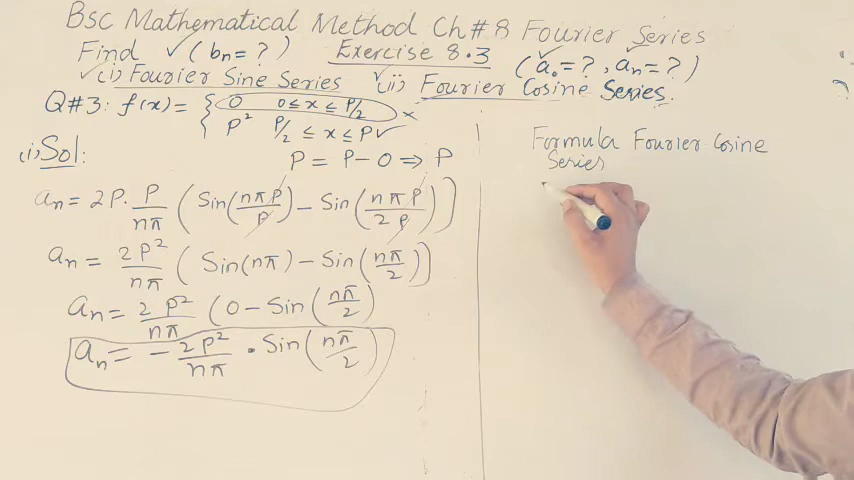 Bsc Mathematical Method Ch # 8 Fourier Series
Find ✓ (bn = ?) Exercise 8.3 (a₀ = ?, an = ?)
✓(i) Fourier Sine Series ✓(ii) Fourier Cosine Series.
Q#3: f(x) = { 0 0 ≤ x ≤ P/2 ×
P² P/2 ≤ x ≤ P ✓
(i) Sol:
P = P - 0 ⇒ P
an = 2P · P/nπ (Sin(nπP/P) - Sin(nπP/2P))
an = 2P²/nπ (Sin(nπ) - Sin(nπ/2))
an = 2P²/nπ (0 - Sin(nπ/2)
an = - 2P²/nπ · Sin(nπ/2)
Formula Fourier Cosine
Series